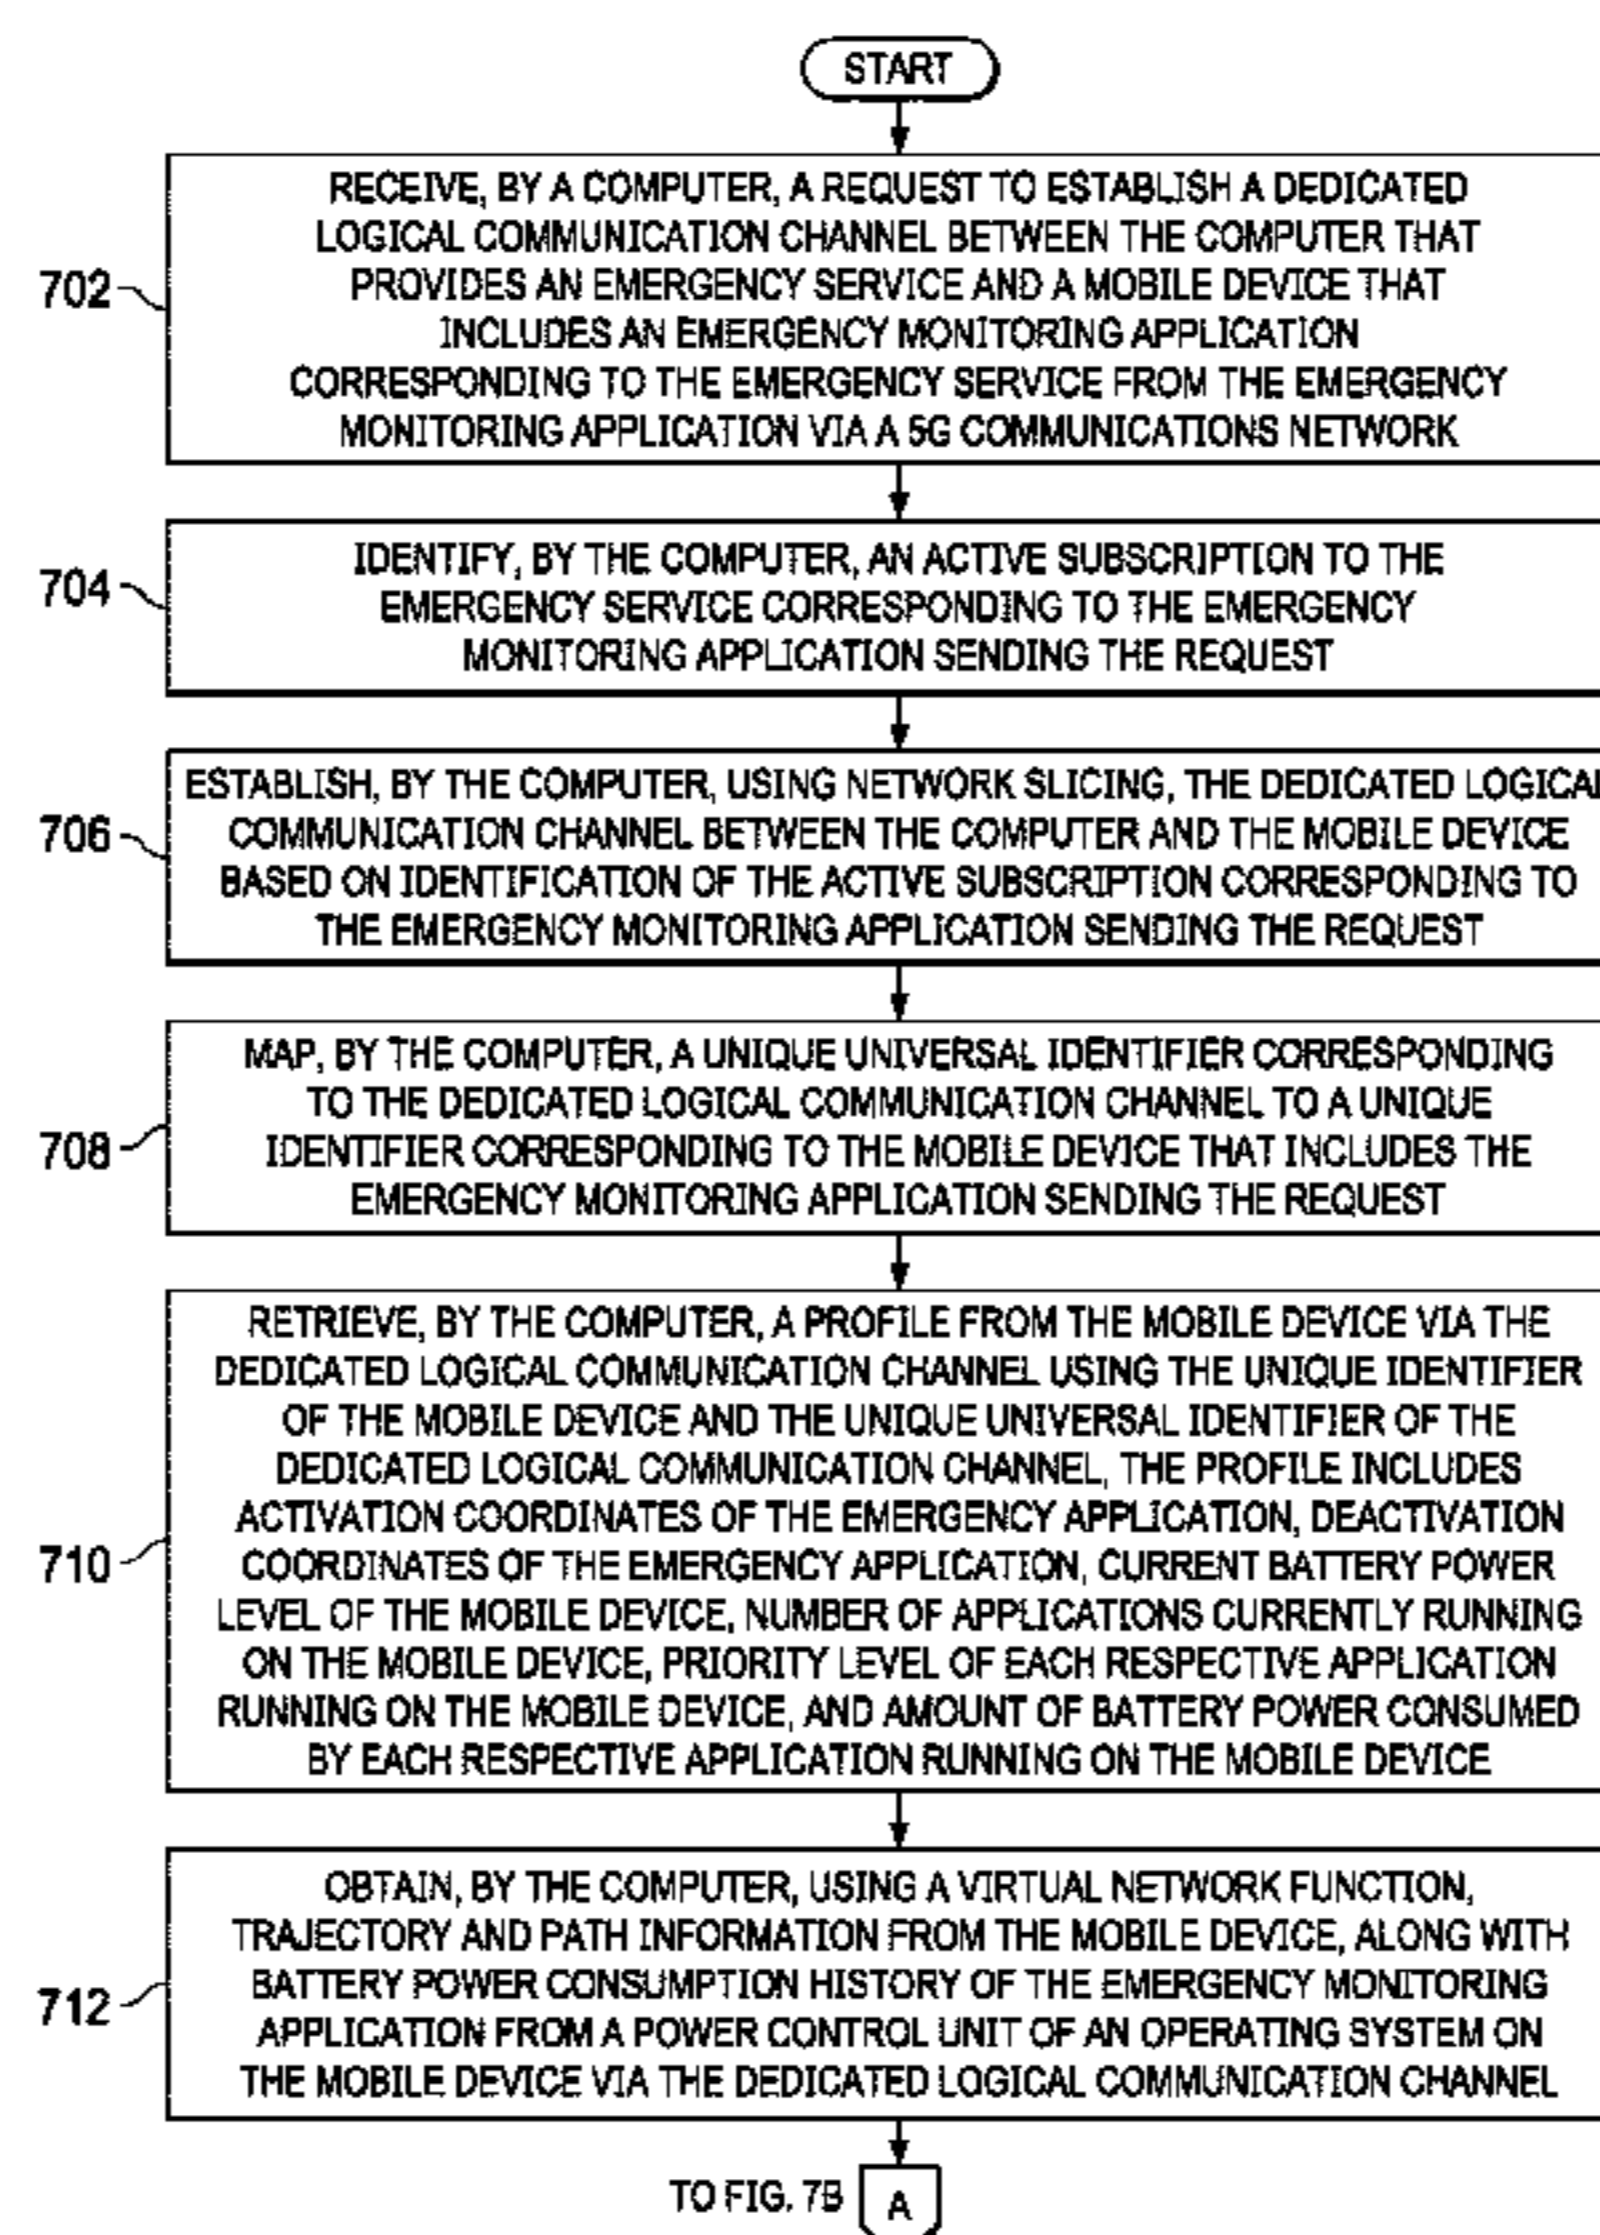 START
RECEIVE, BY A COMPUTER, A REQUEST TO ESTABLISH A DEDICATED
LOGICAL COMMUNICATION CHANNEL BETWEEN THE COMPUTER THAT
PROVIDES AN EMERGENCY SERVICE AND A MOBILE DEVICE THAT
INCLUDES AN EMERGENCY MONITORING APPLICATION
CORRESPONDING TO THE EMERGENCY SERVICE FROM THE EMERGENCY
MONITORING APPLICATION VIA A 5G COMMUNICATIONS NETWORK
702
IDENTIFY, BY THE COMPUTER, AN ACTIVE SUBSCRIPTION TO THE
EMERGENCY SERVICE CORRESPONDING TO THE EMERGENCY
MONITORING APPLICATION SENDING THE REQUEST
704
ESTABLISH, BY THE COMPUTER, USING NETWORK SLICING, THE DEDICATED LOGICAL
COMMUNICATION CHANNEL BETWEEN THE COMPUTER AND THE MOBILE DEVICE
BASED ON IDENTIFICATION OF THE ACTIVE SUBSCRIPTION CORRESPONDING TO
THE EMERGENCY MONITORING APPLICATION SENDING THE REQUEST
706
MAP, BY THE COMPUTER, A UNIQUE UNIVERSAL IDENTIFIER CORRESPONDING
TO THE DEDICATED LOGICAL COMMUNICATION CHANNEL TO A UNIQUE
IDENTIFIER CORRESPONDING TO THE MOBILE DEVICE THAT INCLUDES THE
EMERGENCY MONITORING APPLICATION SENDING THE REQUEST
708
RETRIEVE, BY THE COMPUTER, A PROFILE FROM THE MOBILE DEVICE VIA THE
DEDICATED LOGICAL COMMUNICATION CHANNEL USING THE UNIQUE IDENTIFIER
OF THE MOBILE DEVICE AND THE UNIQUE UNIVERSAL IDENTIFIER OF THE
DEDICATED LOGICAL COMMUNICATION CHANNEL, THE PROFILE INCLUDES
ACTIVATION COORDINATES OF THE EMERGENCY APPLICATION, DEACTIVATION
COORDINATES OF THE EMERGENCY APPLICATION, CURRENT BATTERY POWER
LEVEL OF THE MOBILE DEVICE, NUMBER OF APPLICATIONS CURRENTLY RUNNING
ON THE MOBILE DEVICE, PRIORITY LEVEL OF EACH RESPECTIVE APPLICATION
RUNNING ON THE MOBILE DEVICE, AND AMOUNT OF BATTERY POWER CONSUMED
BY EACH RESPECTIVE APPLICATION RUNNING ON THE MOBILE DEVICE
710
OBTAIN, BY THE COMPUTER, USING A VIRTUAL NETWORK FUNCTION,
TRAJECTORY AND PATH INFORMATION FROM THE MOBILE DEVICE, ALONG WITH
BATTERY POWER CONSUMPTION HISTORY OF THE EMERGENCY MONITORING
APPLICATION FROM A POWER CONTROL UNIT OF AN OPERATING SYSTEM ON
THE MOBILE DEVICE VIA THE DEDICATED LOGICAL COMMUNICATION CHANNEL
712
TO FIG. 7B
A